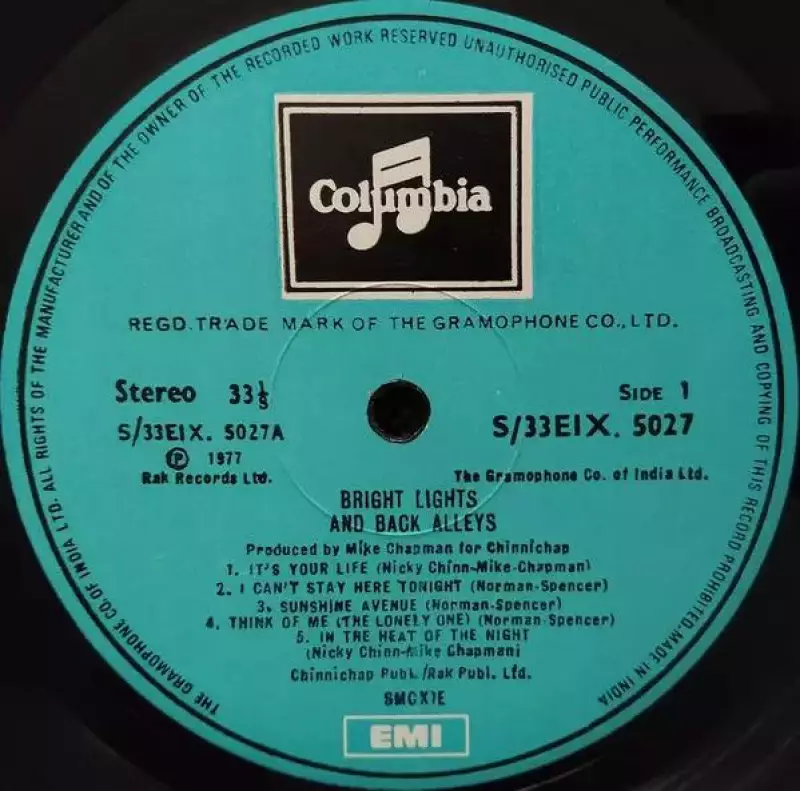 THE GRAMOPHONE CO. OF INDIA LTD. ALL RIGHTS OF THE MANUFACTURER AND OF THE OWNER OF THE RECORDED WORK RESERVED UNAUTHORISED PUBLIC PERFORMANCE BROADCASTING AND COPYING OF THIS RECORD PROHIBITED-MADE IN INDIA
Columbia
REGD. TRADE MARK OF THE GRAMOPHONE CO., LTD.
Stereo 33⅓ SIDE 1
S/33EIX. 5027A S/33EIX. 5027
Ⓟ 1977
Rak Records Ltd. The Gramophone Co. of India Ltd.
BRIGHT LIGHTS
AND BACK ALLEYS
Produced by Mike Chapman for Chinnichap
1. IT'S YOUR LIFE (Nicky Chinn-Mike-Chapman)
2. I CAN'T STAY HERE TONIGHT (Norman-Spencer)
3. SUNSHINE AVENUE (Norman-Spencer)
4. THINK OF ME (THE LONELY ONE) (Norman-Spencer)
5. IN THE HEAT OF THE NIGHT
(Nicky Chinn-Mike Chapman)
Chinnichap Publ./Rak Publ. Ltd.
SMCX7E
EMI